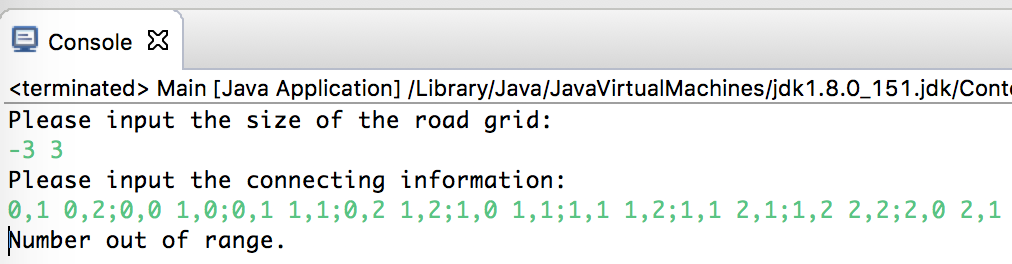 Console
<terminated> Main [Java Application] /Library/Java/JavaVirtualMachines/jdk1.8.0_151.jdk/Conte
Please input the size of the road grid:
-3 3
Please input the connecting information:
0,1 0,2;0,0 1,0;0,1 1,1;0,2 1,2;1,0 1,1;1,1 1,2;1,1 2,1;1,2 2,2;2,0 2,1
Number out of range.